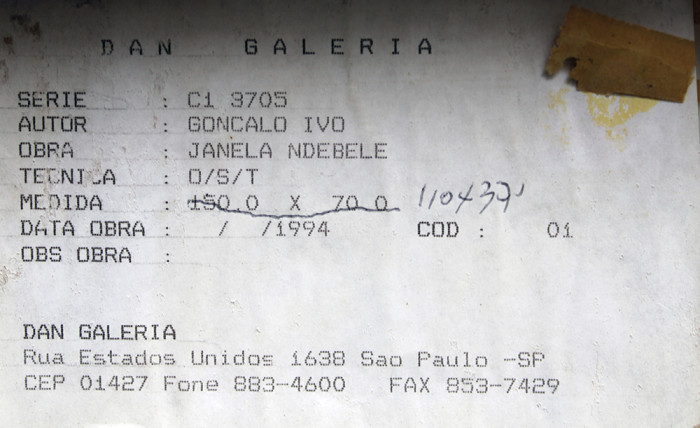 DAN GALERIA
SERIE : C1 3705
AUTOR : GONCALO IVO
OBRA : JANELA NDEBELE
TECNICA : O/S/T
MEDIDA : 150.0 X 70.0
DATA OBRA : / /1994 COD : 01
OBS OBRA :
DAN GALERIA
Rua Estados Unidos 1638 Sao Paulo -SP
CEP 01427 Fone 883-4600 FAX 853-7429